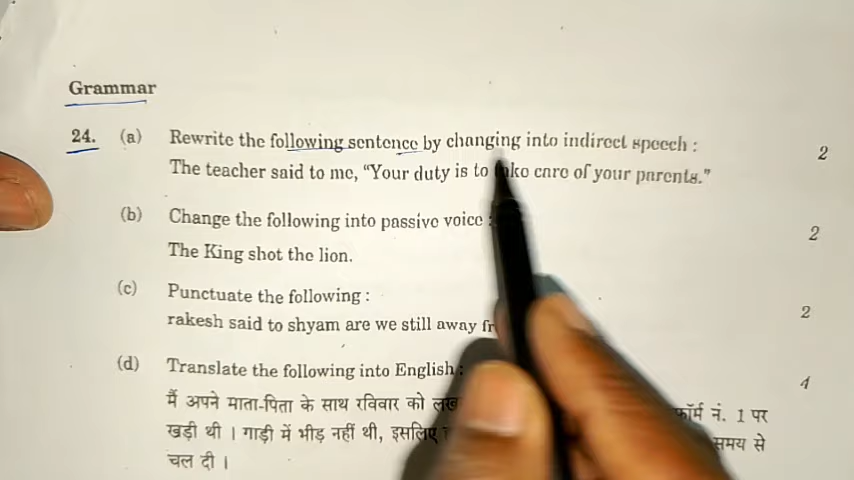 Grammar
24. (a) Rewrite the following sentence by changing into indirect speech : 2
The teacher said to me, “Your duty is to take care of your parents.”
(b) Change the following into passive voice : 2
The King shot the lion.
(c) Punctuate the following : 2
rakesh said to shyam are we still away
(d) Translate the following into English : 4
मैं अपने माता-पिता के साथ रविवार को नं. 1 पर
खड़ी थी । गाड़ी में भीड़ नहीं थी, इसलिए समय से
चल दी ।